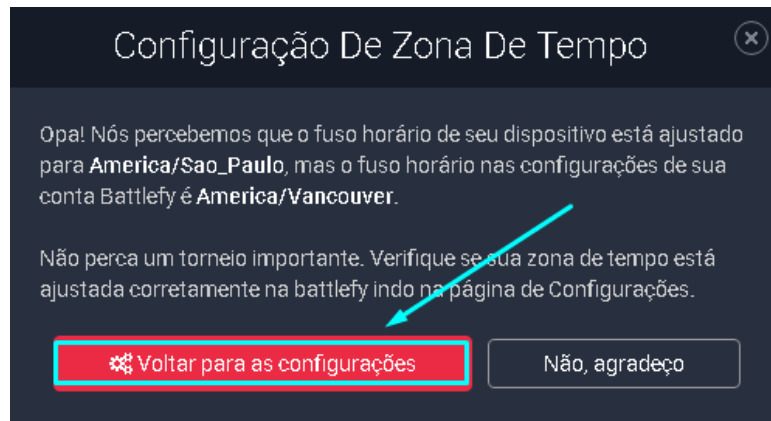 Configuração De Zona De Tempo
Opa! Nós percebemos que o fuso horário de seu dispositivo está ajustado
para America/Sao_Paulo, mas o fuso horário nas configurações de sua
conta Battlefy é America/Vancouver.
Não perca um torneio importante. Verifique se sua zona de tempo está
ajustada corretamente na battlefy indo na página de Configurações.
Voltar para as configurações
Não, agradeço